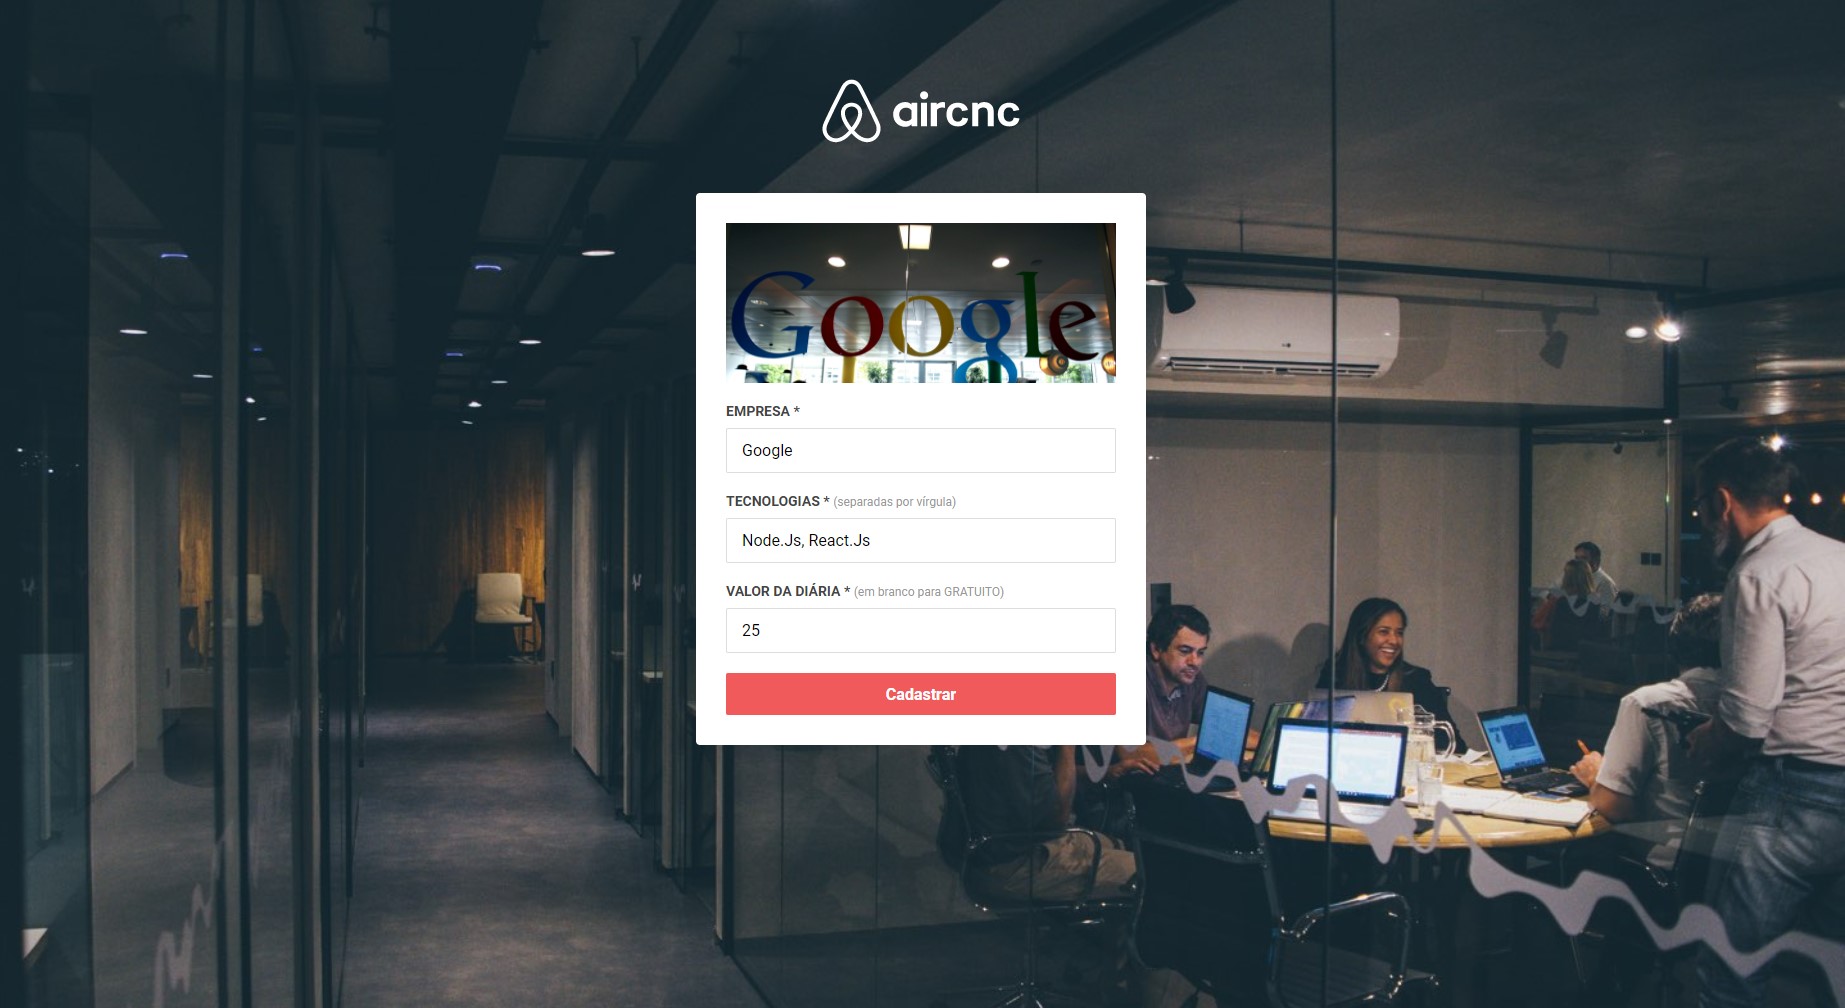 aircnc
Google
EMPRESA *
Google
TECNOLOGIAS * (separadas por vírgula)
Node.Js, React.Js
VALOR DA DIÁRIA * (em branco para GRATUITO)
25
Cadastrar